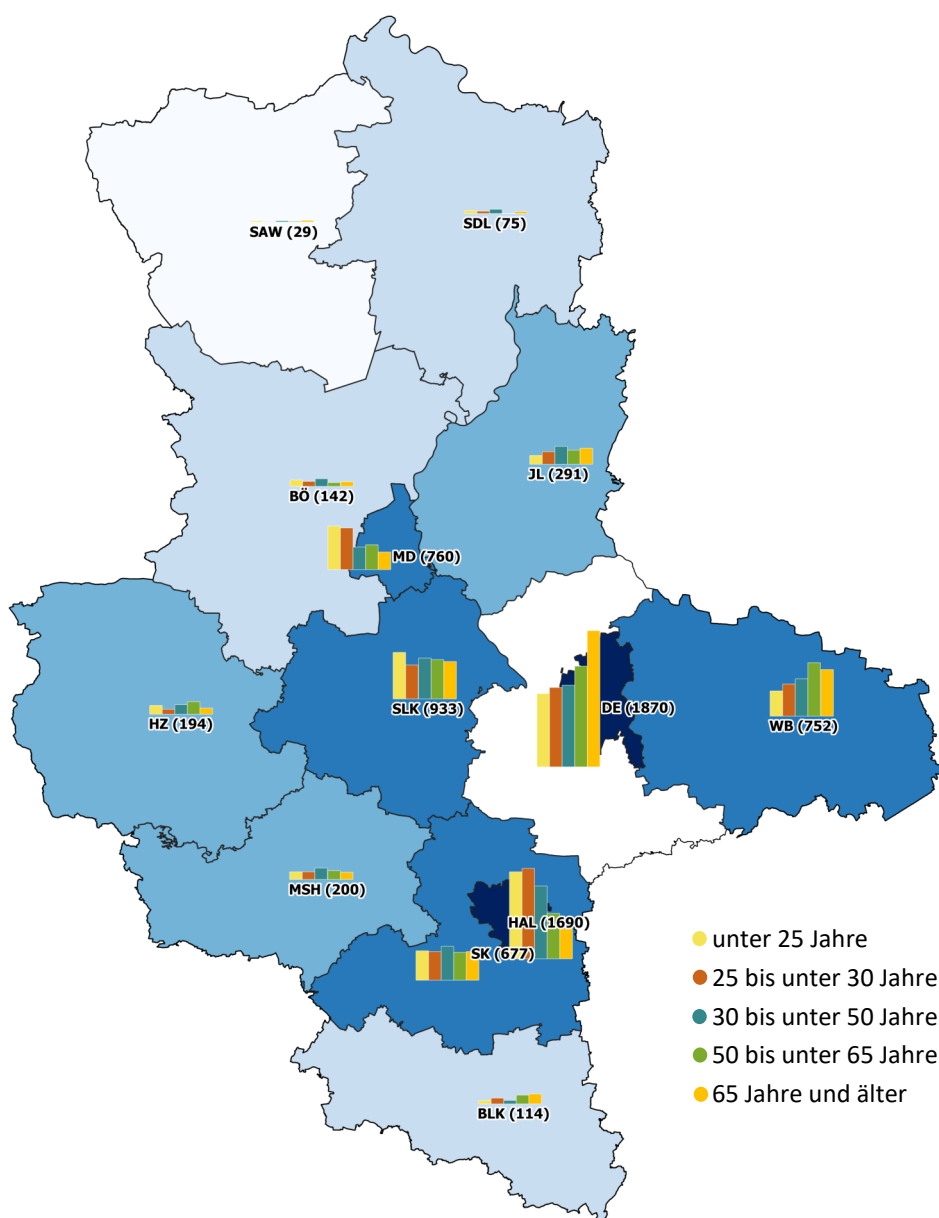 SAW (29)
SDL (75)
JL (291)
BÖ (142)
MD (760)
SLK (933)
DE (1870)
WB (752)
HZ (194)
MSH (200)
HAL (1690)
SK (677)
BLK (114)
unter 25 Jahre
25 bis unter 30 Jahre
30 bis unter 50 Jahre
50 bis unter 65 Jahre
65 Jahre und älter